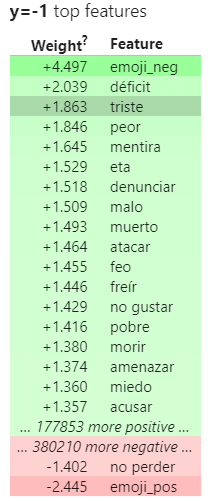 y=-1 top features
Weight? Feature
+4.497 emoji_neg
+2.039 déficit
+1.863 triste
+1.846 peor
+1.645 mentira
+1.529 eta
+1.518 denunciar
+1.509 malo
+1.493 muerto
+1.464 atacar
+1.455 feo
+1.446 freír
+1.429 no gustar
+1.416 pobre
+1.380 morir
+1.374 amenazar
+1.360 miedo
+1.357 acusar
... 177853 more positive ...
... 380210 more negative ...
-1.402 no perder
-2.445 emoji_pos